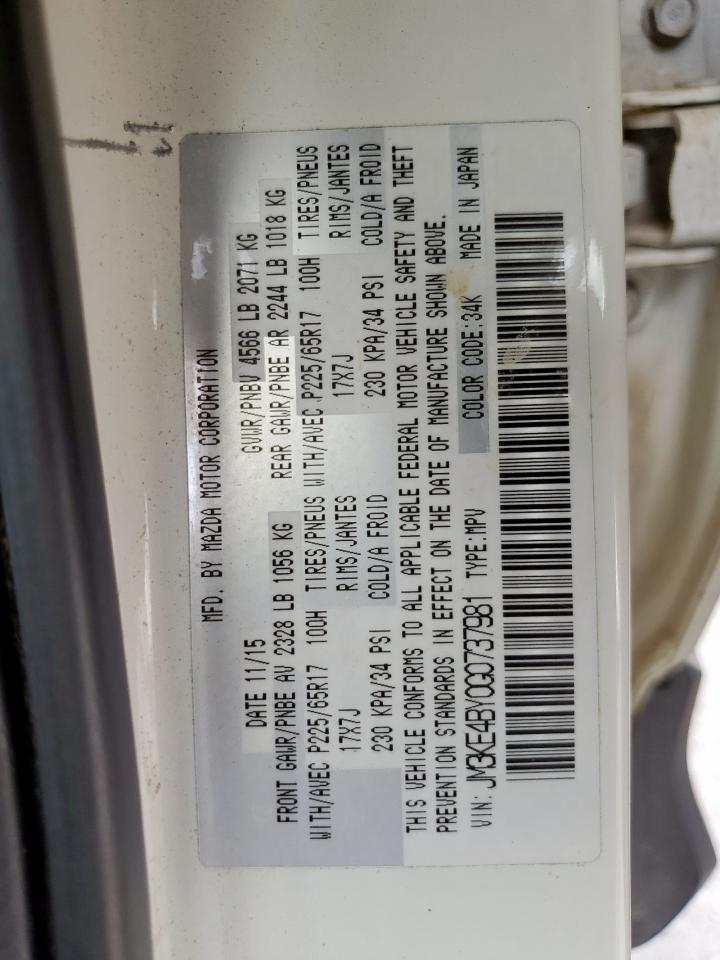 MFD. BY MAZDA MOTOR CORPORATION
DATE 11/15 GVWR/PNBV 4566 LB 2071 KG
FRONT GAWR/PNBE AV 2328 LB 1056 KG REAR GAWR/PNBE AR 2244 LB 1018 KG
WITH/AVEC P225/65R17 100H TIRES/PNEUS WITH/AVEC P225/65R17 100H TIRES/PNEUS
17X7J RIMS/JANTES 17X7J RIMS/JANTES
230 KPA/34 PSI COLD/A FROID 230 KPA/34 PSI COLD/A FROID
THIS VEHICLE CONFORMS TO ALL APPLICABLE FEDERAL MOTOR VEHICLE SAFETY AND THEFT
PREVENTION STANDARDS IN EFFECT ON THE DATE OF MANUFACTURE SHOWN ABOVE.
VIN: JM3KE4BY0G0737981 TYPE:MPV COLOR CODE:34K MADE IN JAPAN